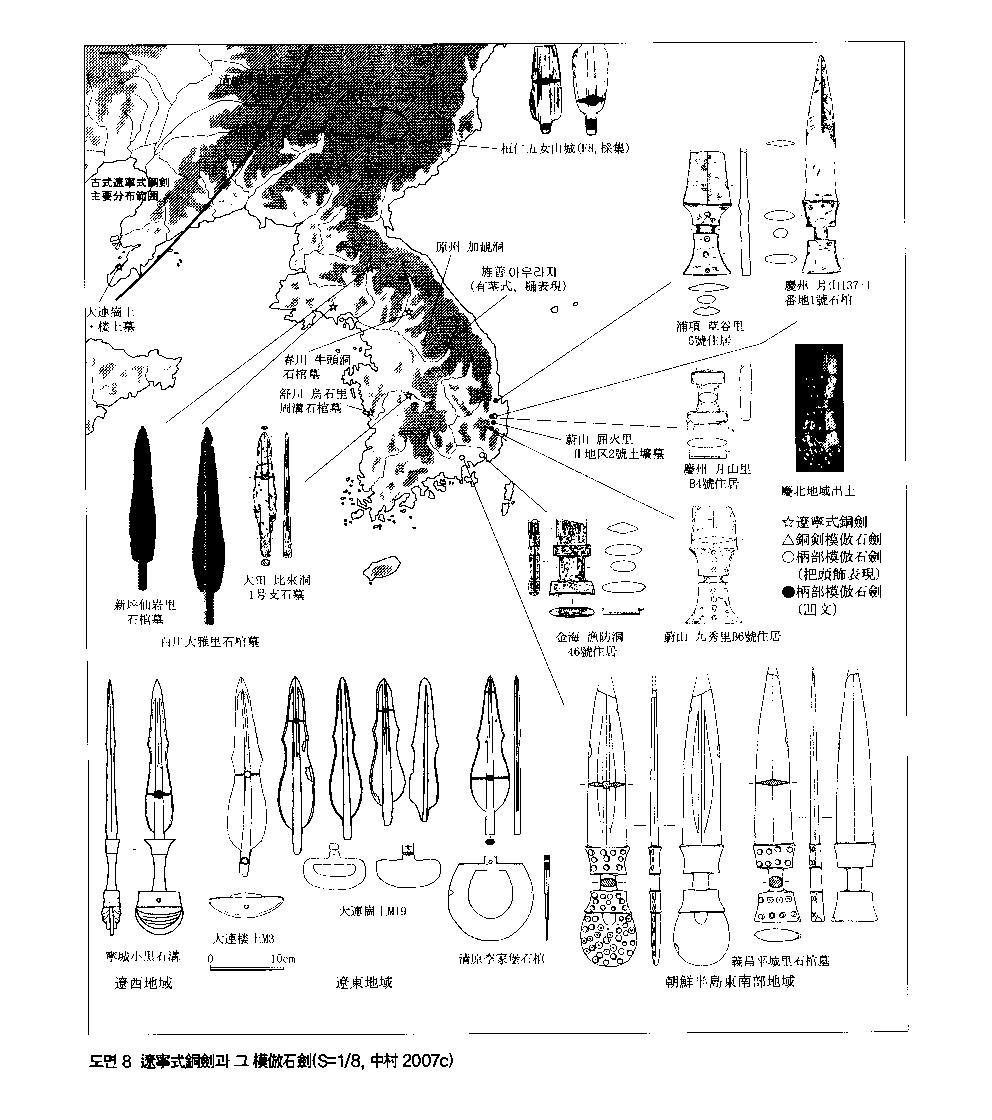 桓仁五女山城(F8, 採集)
古式遼寧式銅劍
主要分布範囲
原州 加峴洞
旌善아우라지
(有莖式、樋表現)
大連崗上
・楼上墓
春川 牛頭洞
石棺墓
舒川 烏石里
周溝石棺墓
浦項 草谷里
5號住居
慶州 月山137-1
番地1號石棺
蔚山 屈火里
II地区2號土壙墓
慶州 月山里
B4號住居
慶北地域出土
☆遼寧式銅劍
△銅劍模倣石劍
○柄部模倣石劍
(把頭飾表現)
●柄部模倣石劍
(凹文)
新坪仙岩里
石棺墓
白川大雅里石棺墓
大田 比來洞
1号支石墓
金海 漁防洞
46號住居
蔚山 九秀里B6號住居
寧城小黒石溝
遼西地域
大連楼上M3
0 10cm
大連崗上M19
遼東地域
清原李家堡石棺
義昌平城里石棺墓
朝鮮半島東南部地域
도면 8 遼寧式銅劍과 그 模倣石劍(S=1/8, 中村 2007c)